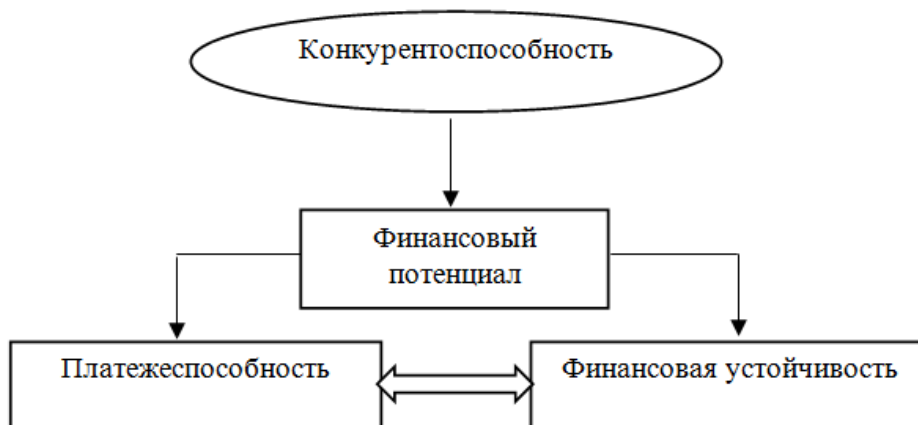 Конкурентоспособность
Финансовый
потенциал
Платежеспособность
Финансовая устойчивость